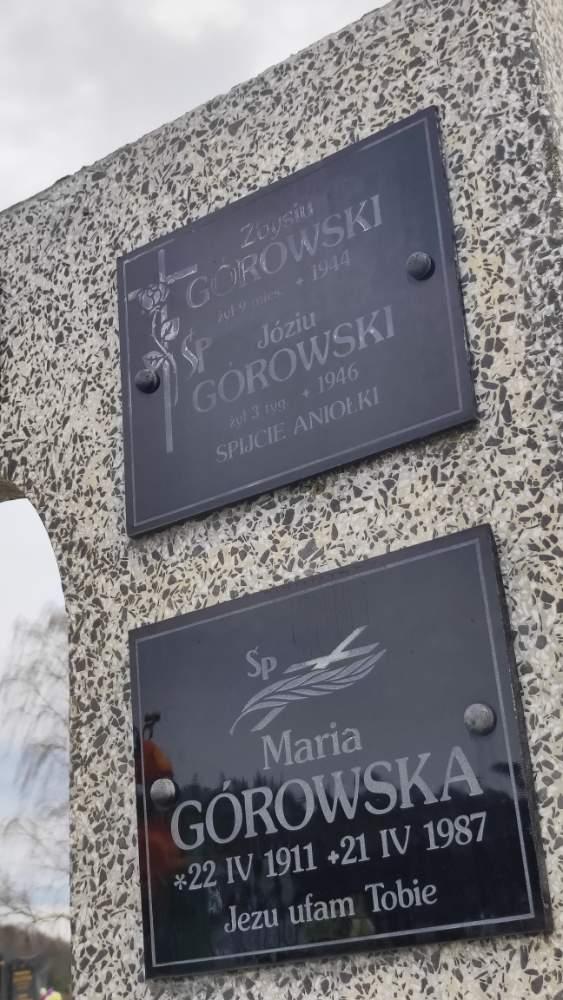 Zbysiu
GÓROWSKI
żył 9 mies. + 1944
ŚP Józiu
GÓROWSKI
żył 3 tyg. + 1946
ŚPIJCIE ANIOŁKI
Śp
Maria
GÓROWSKA
*22 IV 1911 +21 IV 1987
Jezu ufam Tobie